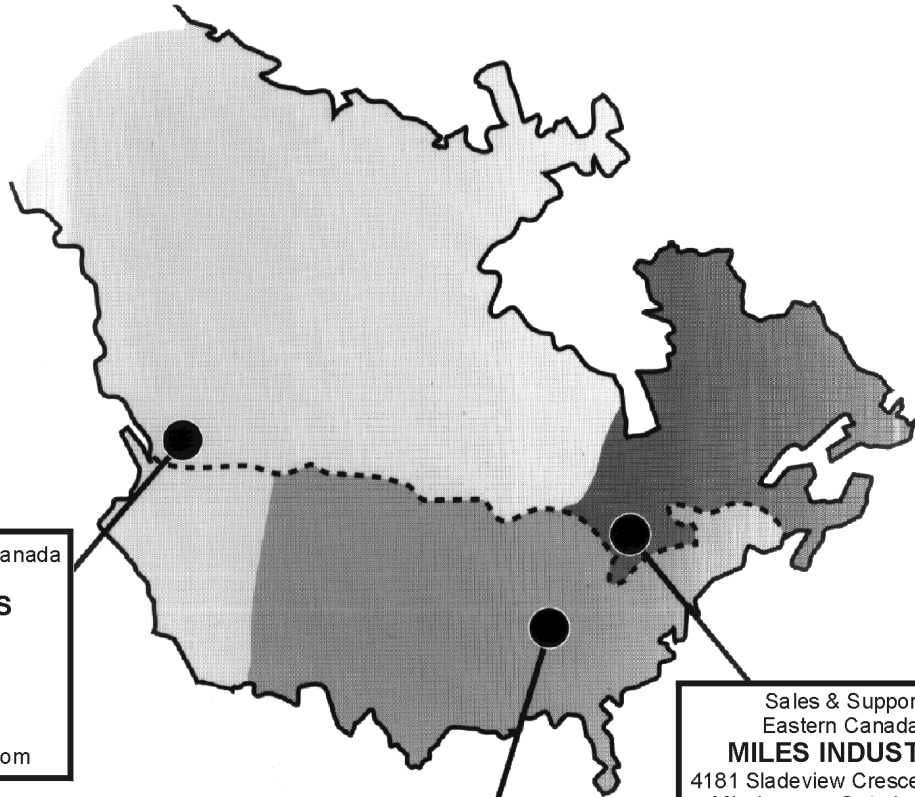 anada
S
om
Sales & Suppor
Eastern Canada
MILES INDUST
4181 Sladeview Cresce